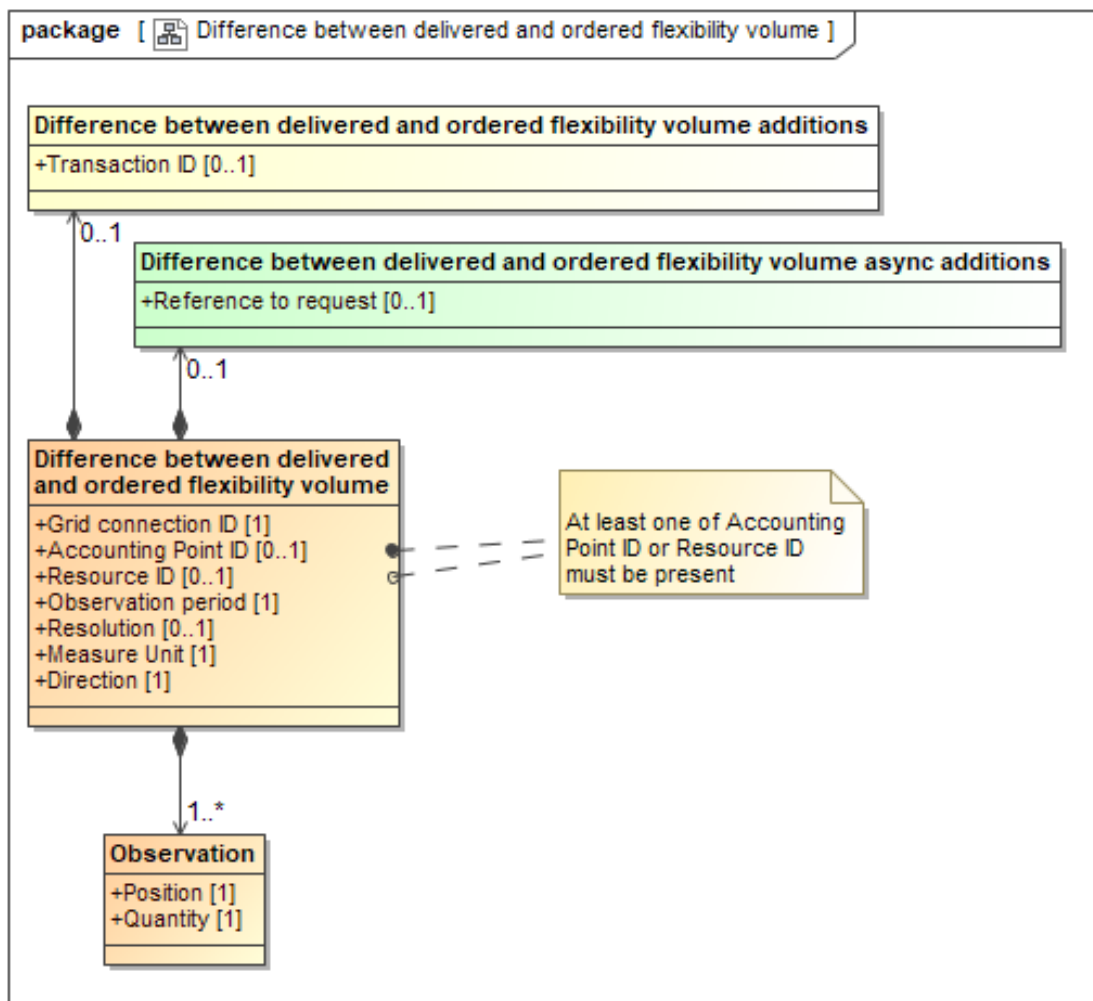 package [ Difference between delivered and ordered flexibility volume ]
Difference between delivered and ordered flexibility volume additions
+Transaction ID [0..1]
0..1
Difference between delivered and ordered flexibility volume async additions
+Reference to request [0..1]
0..1
Difference between delivered
and ordered flexibility volume
+Grid connection ID [1]
+Accounting Point ID [0..1]
+Resource ID [0..1]
+Observation period [1]
+Resolution [0..1]
+Measure Unit [1]
+Direction [1]
At least one of Accounting
Point ID or Resource ID
must be present
1..*
Observation
+Position [1]
+Quantity [1]